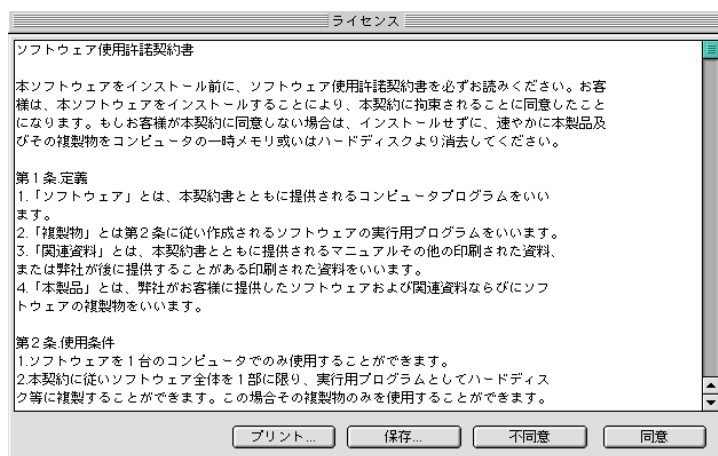 ライセンス
ソフトウェア使用許諾契約書
本ソフトウェアをインストール前に、ソフトウェア使用許諾契約書を必ずお読みください。お客
様は、本ソフトウェアをインストールすることにより、本契約に拘束されることに同意したこと
になります。もしお客様が本契約に同意しない場合は、インストールせずに、速やかに本製品及
びその複製物をコンピュータの一時メモリ或いはハードディスクより消去してください。
第1条.定義
1.「ソフトウェア」とは、本契約書とともに提供されるコンピュータプログラムをいい
ます。
2.「複製物」とは第2条に従い作成されるソフトウェアの実行用プログラムをいいます。
3.「関連資料」とは、本契約書とともに提供されるマニュアルその他の印刷された資料、
または弊社が後に提供することがある印刷された資料をいいます。
4.「本製品」とは、弊社がお客様に提供したソフトウェアおよび関連資料ならびにソフ
トウェアの複製物をいいます。
第2条.使用条件
1.ソフトウェアを1台のコンピュータでのみ使用することができます。
2.本契約に従いソフトウェア全体を1部に限り、実行用プログラムとしてハードディス
ク等に複製することができます。この場合その複製物のみを使用することができます。
プリント... 保存... 不同意 同意